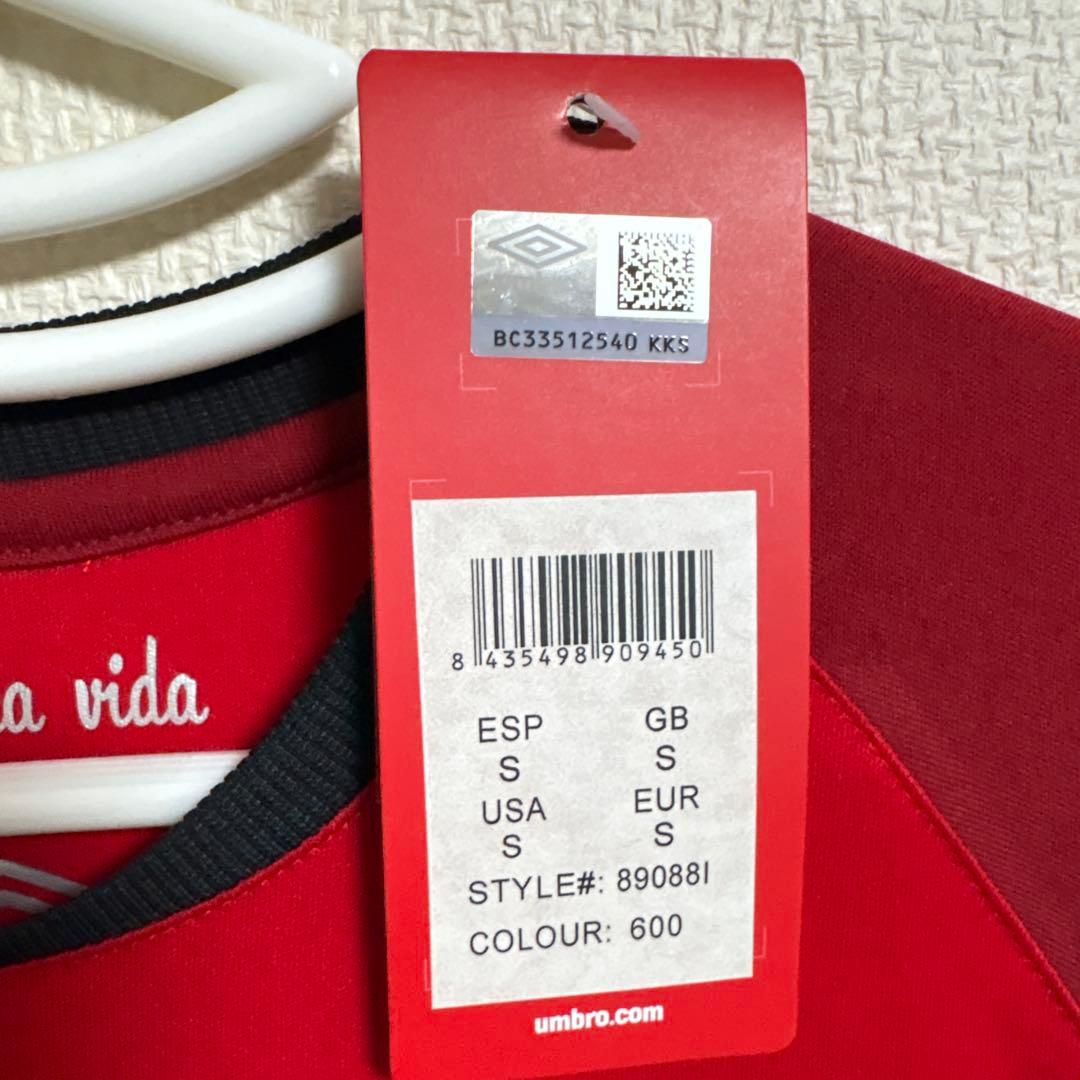 BC33512540 KKS
8 435498 909450
ESP GB
S S
USA EUR
S S
STYLE#: 89088I
COLOUR: 600
umbro.com
a vida